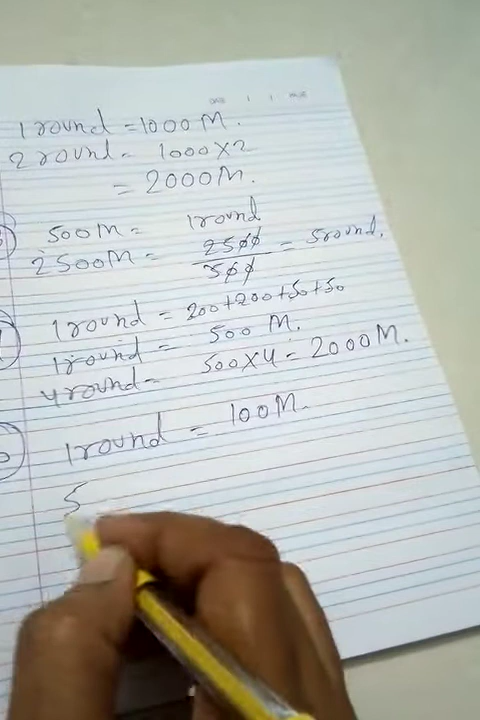 1 round = 1000 M.
2 round = 1000 X 2
= 2000 M.
500 M = 1 round
2500 M = 2500 / 500 = 5 round.
1 round = 200 + 200 + 50 + 50
1 round = 500 M.
4 round = 500 X 4 = 2000 M.
1 round = 100 M.
5